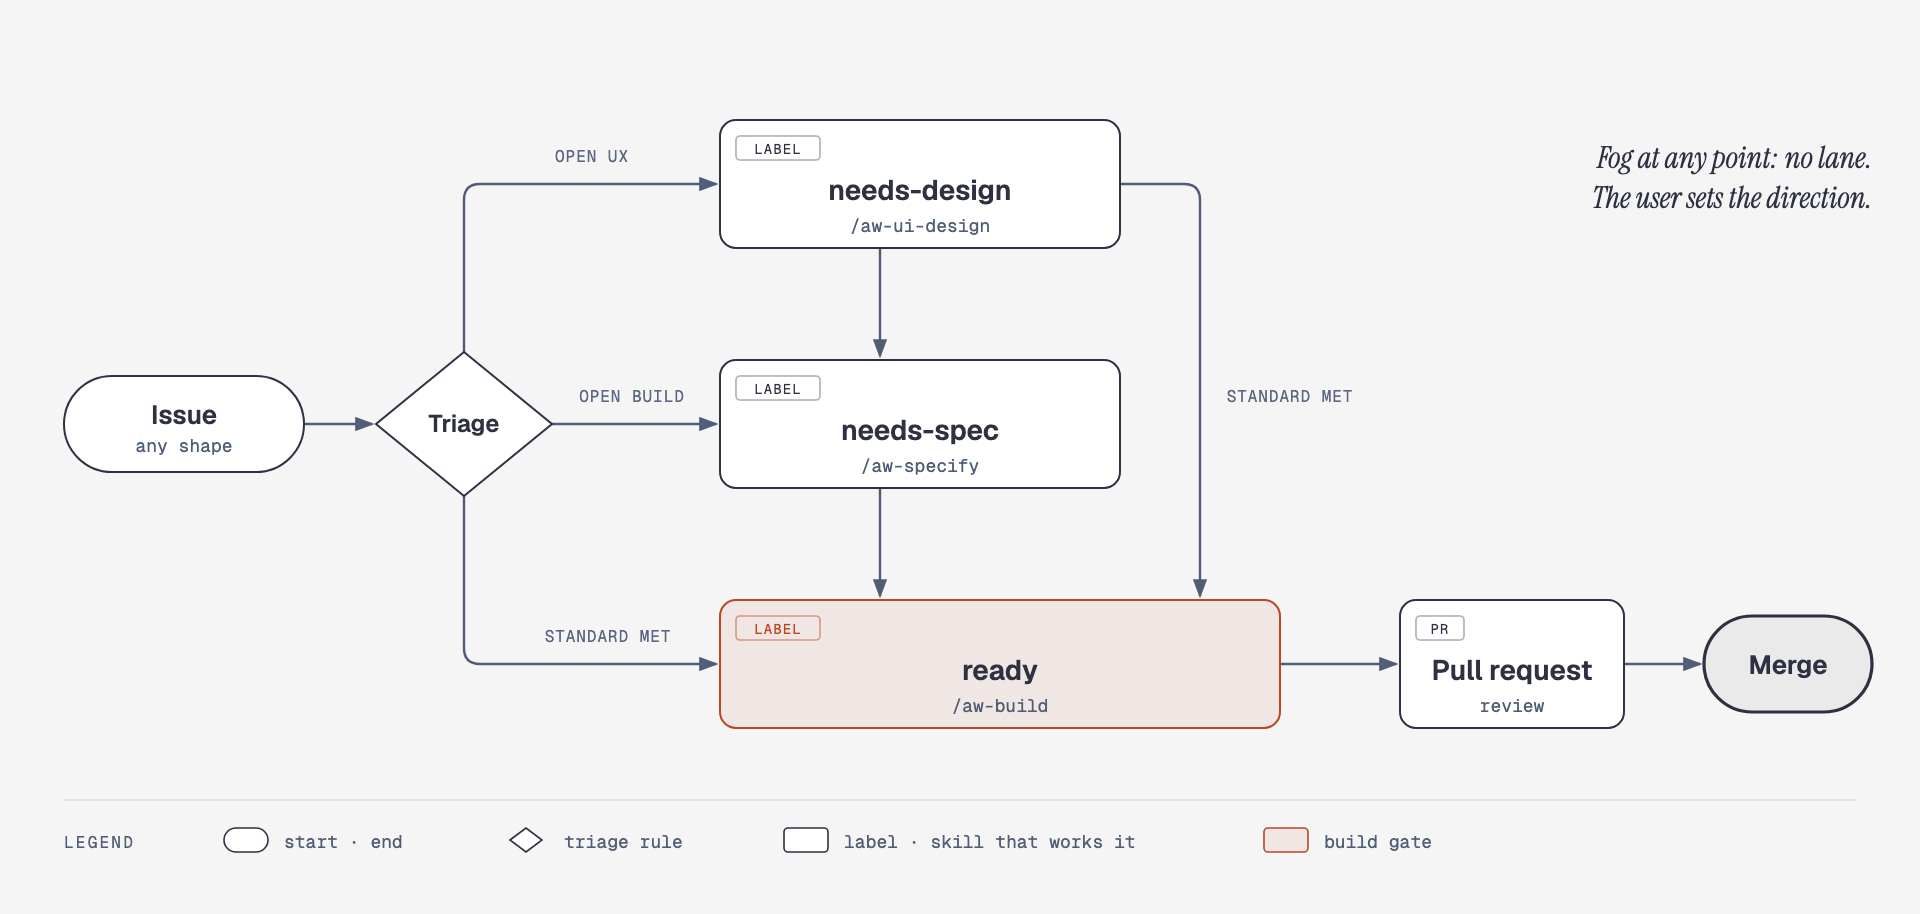 OPEN UX
LABEL
needs-design
/aw-ui-design
Fog at any point: no lane.
The user sets the direction.
Issue
any shape
Triage
OPEN BUILD
LABEL
needs-spec
/aw-specify
STANDARD MET
STANDARD MET
LABEL
ready
/aw-build
PR
Pull request
review
Merge
LEGEND
start · end
triage rule
label · skill that works it
build gate